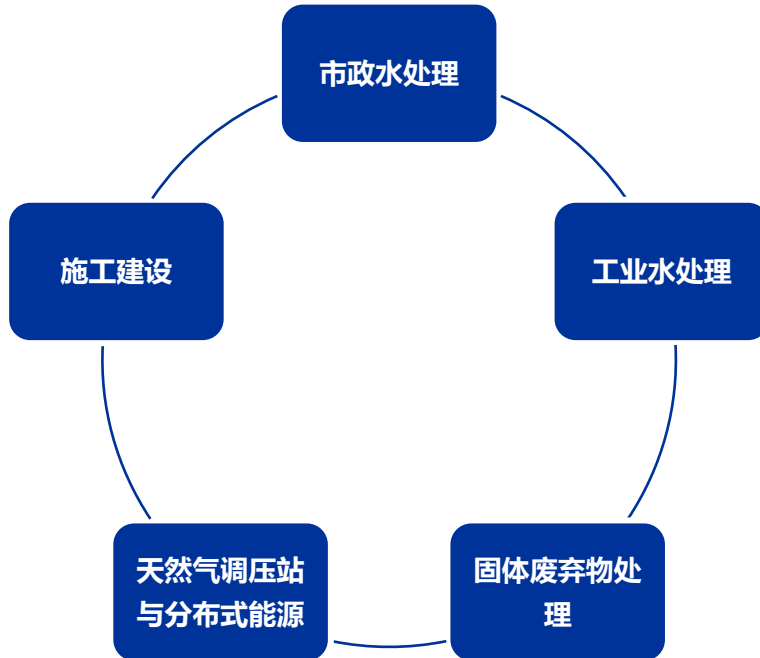 市政水处理
施工建设
工业水处理
天然气调压站
与分布式能源
固体废弃物处
理